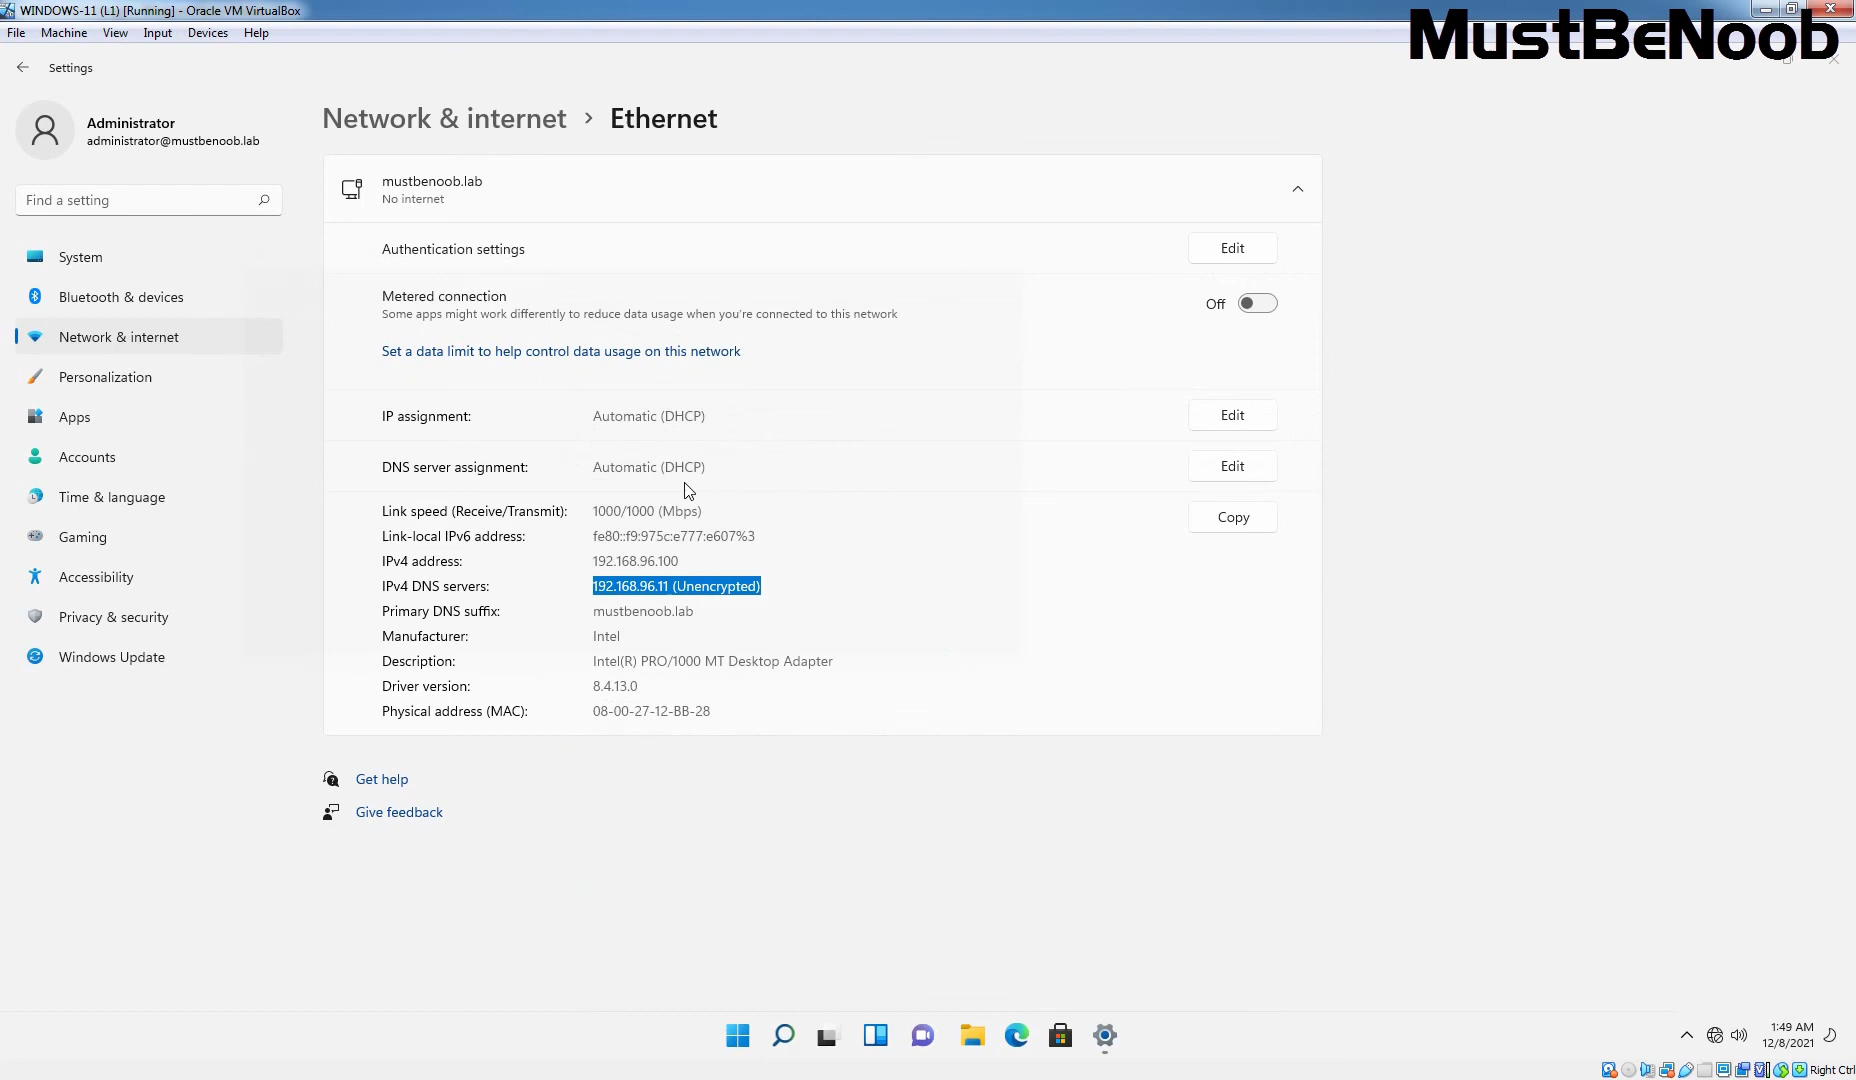 WINDOWS-11 (L1) [Running] - Oracle VM VirtualBox
File Machine View Input Devices Help
MustBeNoob
Settings
Administrator
administrator@mustbenoob.lab
Find a setting
System
Bluetooth & devices
Network & internet
Personalization
Apps
Accounts
Time & language
Gaming
Accessibility
Privacy & security
Windows Update
Network & internet > Ethernet
mustbenoob.lab
No internet
Authentication settings Edit
Metered connection
Some apps might work differently to reduce data usage when you're connected to this network
Off
Set a data limit to help control data usage on this network
IP assignment: Automatic (DHCP) Edit
DNS server assignment: Automatic (DHCP) Edit
Link speed (Receive/Transmit): 1000/1000 (Mbps) Copy
Link-local IPv6 address: fe80::f9:975c:e777:e607%3
IPv4 address: 192.168.96.100
IPv4 DNS servers: 192.168.96.11 (Unencrypted)
Primary DNS suffix: mustbenoob.lab
Manufacturer: Intel
Description: Intel(R) PRO/1000 MT Desktop Adapter
Driver version: 8.4.13.0
Physical address (MAC): 08-00-27-12-BB-28
Get help
Give feedback
1:49 AM
12/8/2021
Right Ctrl